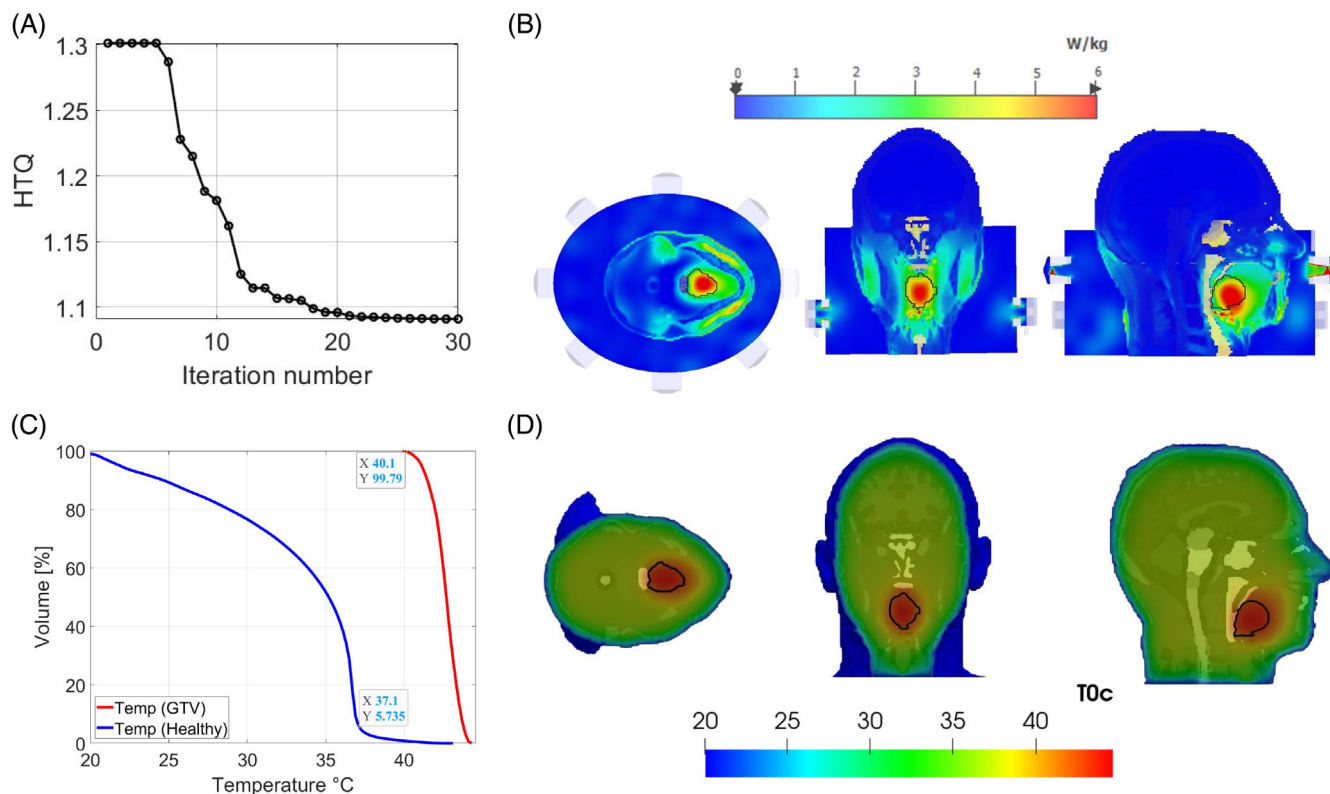 (A)
1.3
1.25
1.2
1.15
1.1
HTQ
0
10
20
30
Iteration number
(B)
W/kg
0 1 2 3 4 5 6
(C)
100
80
60
40
20
0
Volume [%]
X 40.1
Y 99.79
X 37.1
Y 5.735
Temp (GTV)
Temp (Healthy)
20 25 30 35 40
Temperature °C
(D)
T0c
20 25 30 35 40